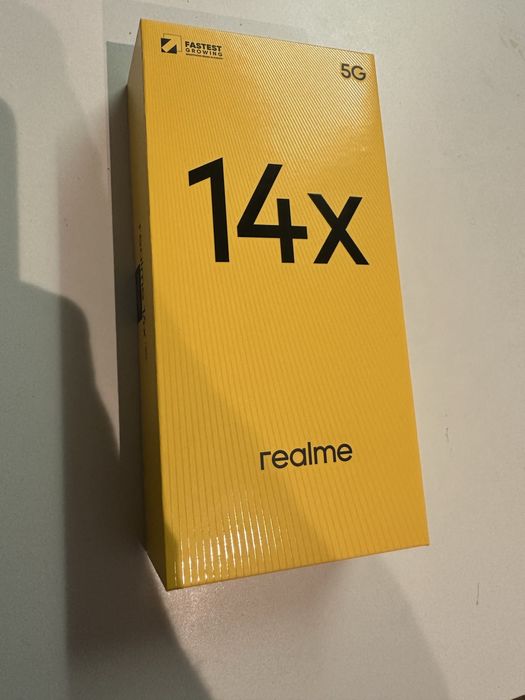 FASTEST
GROWING
5G
14x
realme